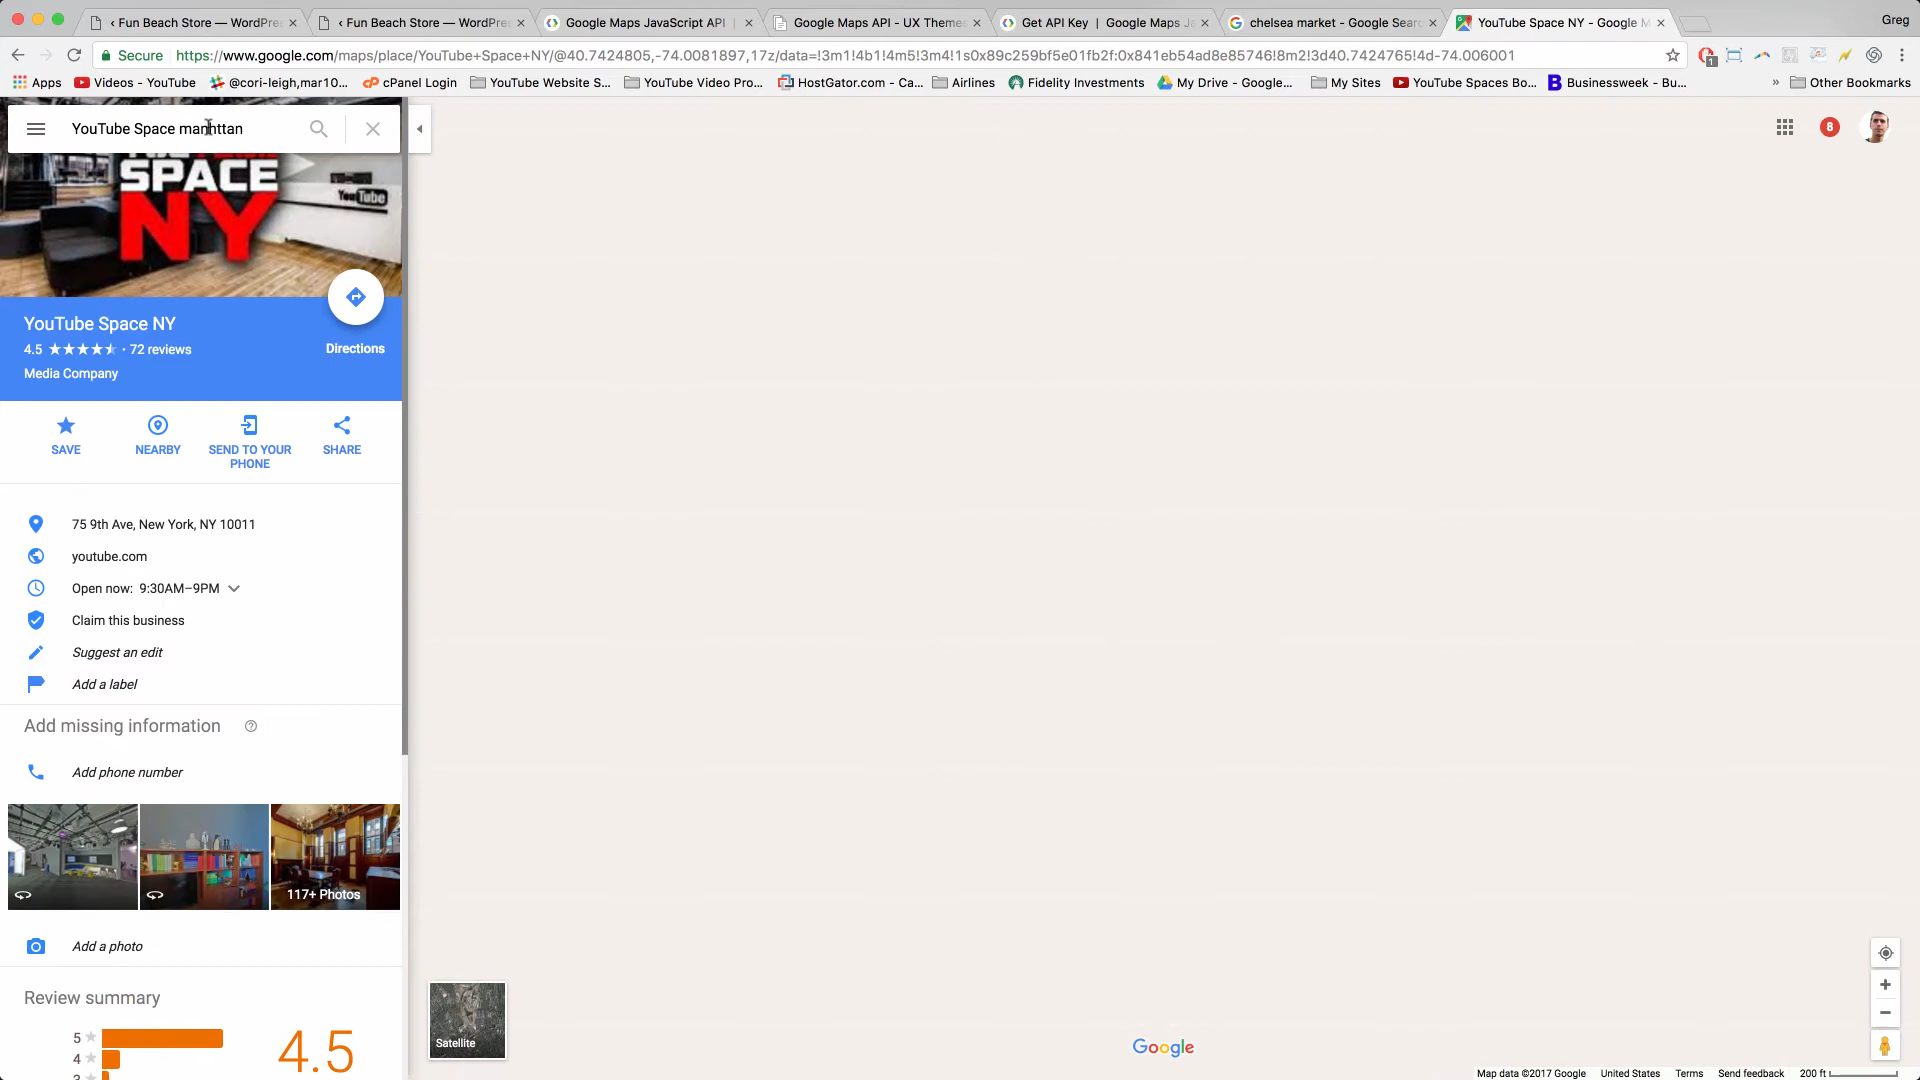 ‹ Fun Beach Store — WordPres
‹ Fun Beach Store — WordPres
Google Maps JavaScript API |
Google Maps API - UX Themes
Get API Key | Google Maps Ja
chelsea market - Google Searc
YouTube Space NY - Google M
Greg
Secure https://www.google.com/maps/place/YouTube+Space+NY/@40.7424805,-74.0081897,17z/data=!3m1!4b1!4m5!3m4!1s0x89c259bf5e01fb2f:0x841eb54ad8e85746!8m2!3d40.7424765!4d-74.006001
1
Apps
Videos - YouTube
@cori-leigh,mar10...
cPanel Login
YouTube Website S...
YouTube Video Pro...
HostGator.com - Ca...
Airlines
Fidelity Investments
My Drive - Google...
My Sites
YouTube Spaces Bo...
Businessweek - Bu...
»
Other Bookmarks
YouTube Space manhttan
8
SPACE
NY
YouTube
YouTube Space NY
4.5 ★★★★★ · 72 reviews
Media Company
Directions
SAVE
NEARBY
SEND TO YOUR PHONE
SHARE
75 9th Ave, New York, NY 10011
youtube.com
Open now: 9:30AM–9PM
Claim this business
Suggest an edit
Add a label
Add missing information
Add phone number
117+ Photos
Add a photo
Review summary
5
4
4.5
Satellite
Google
Map data ©2017 Google United States Terms Send feedback 200 ft